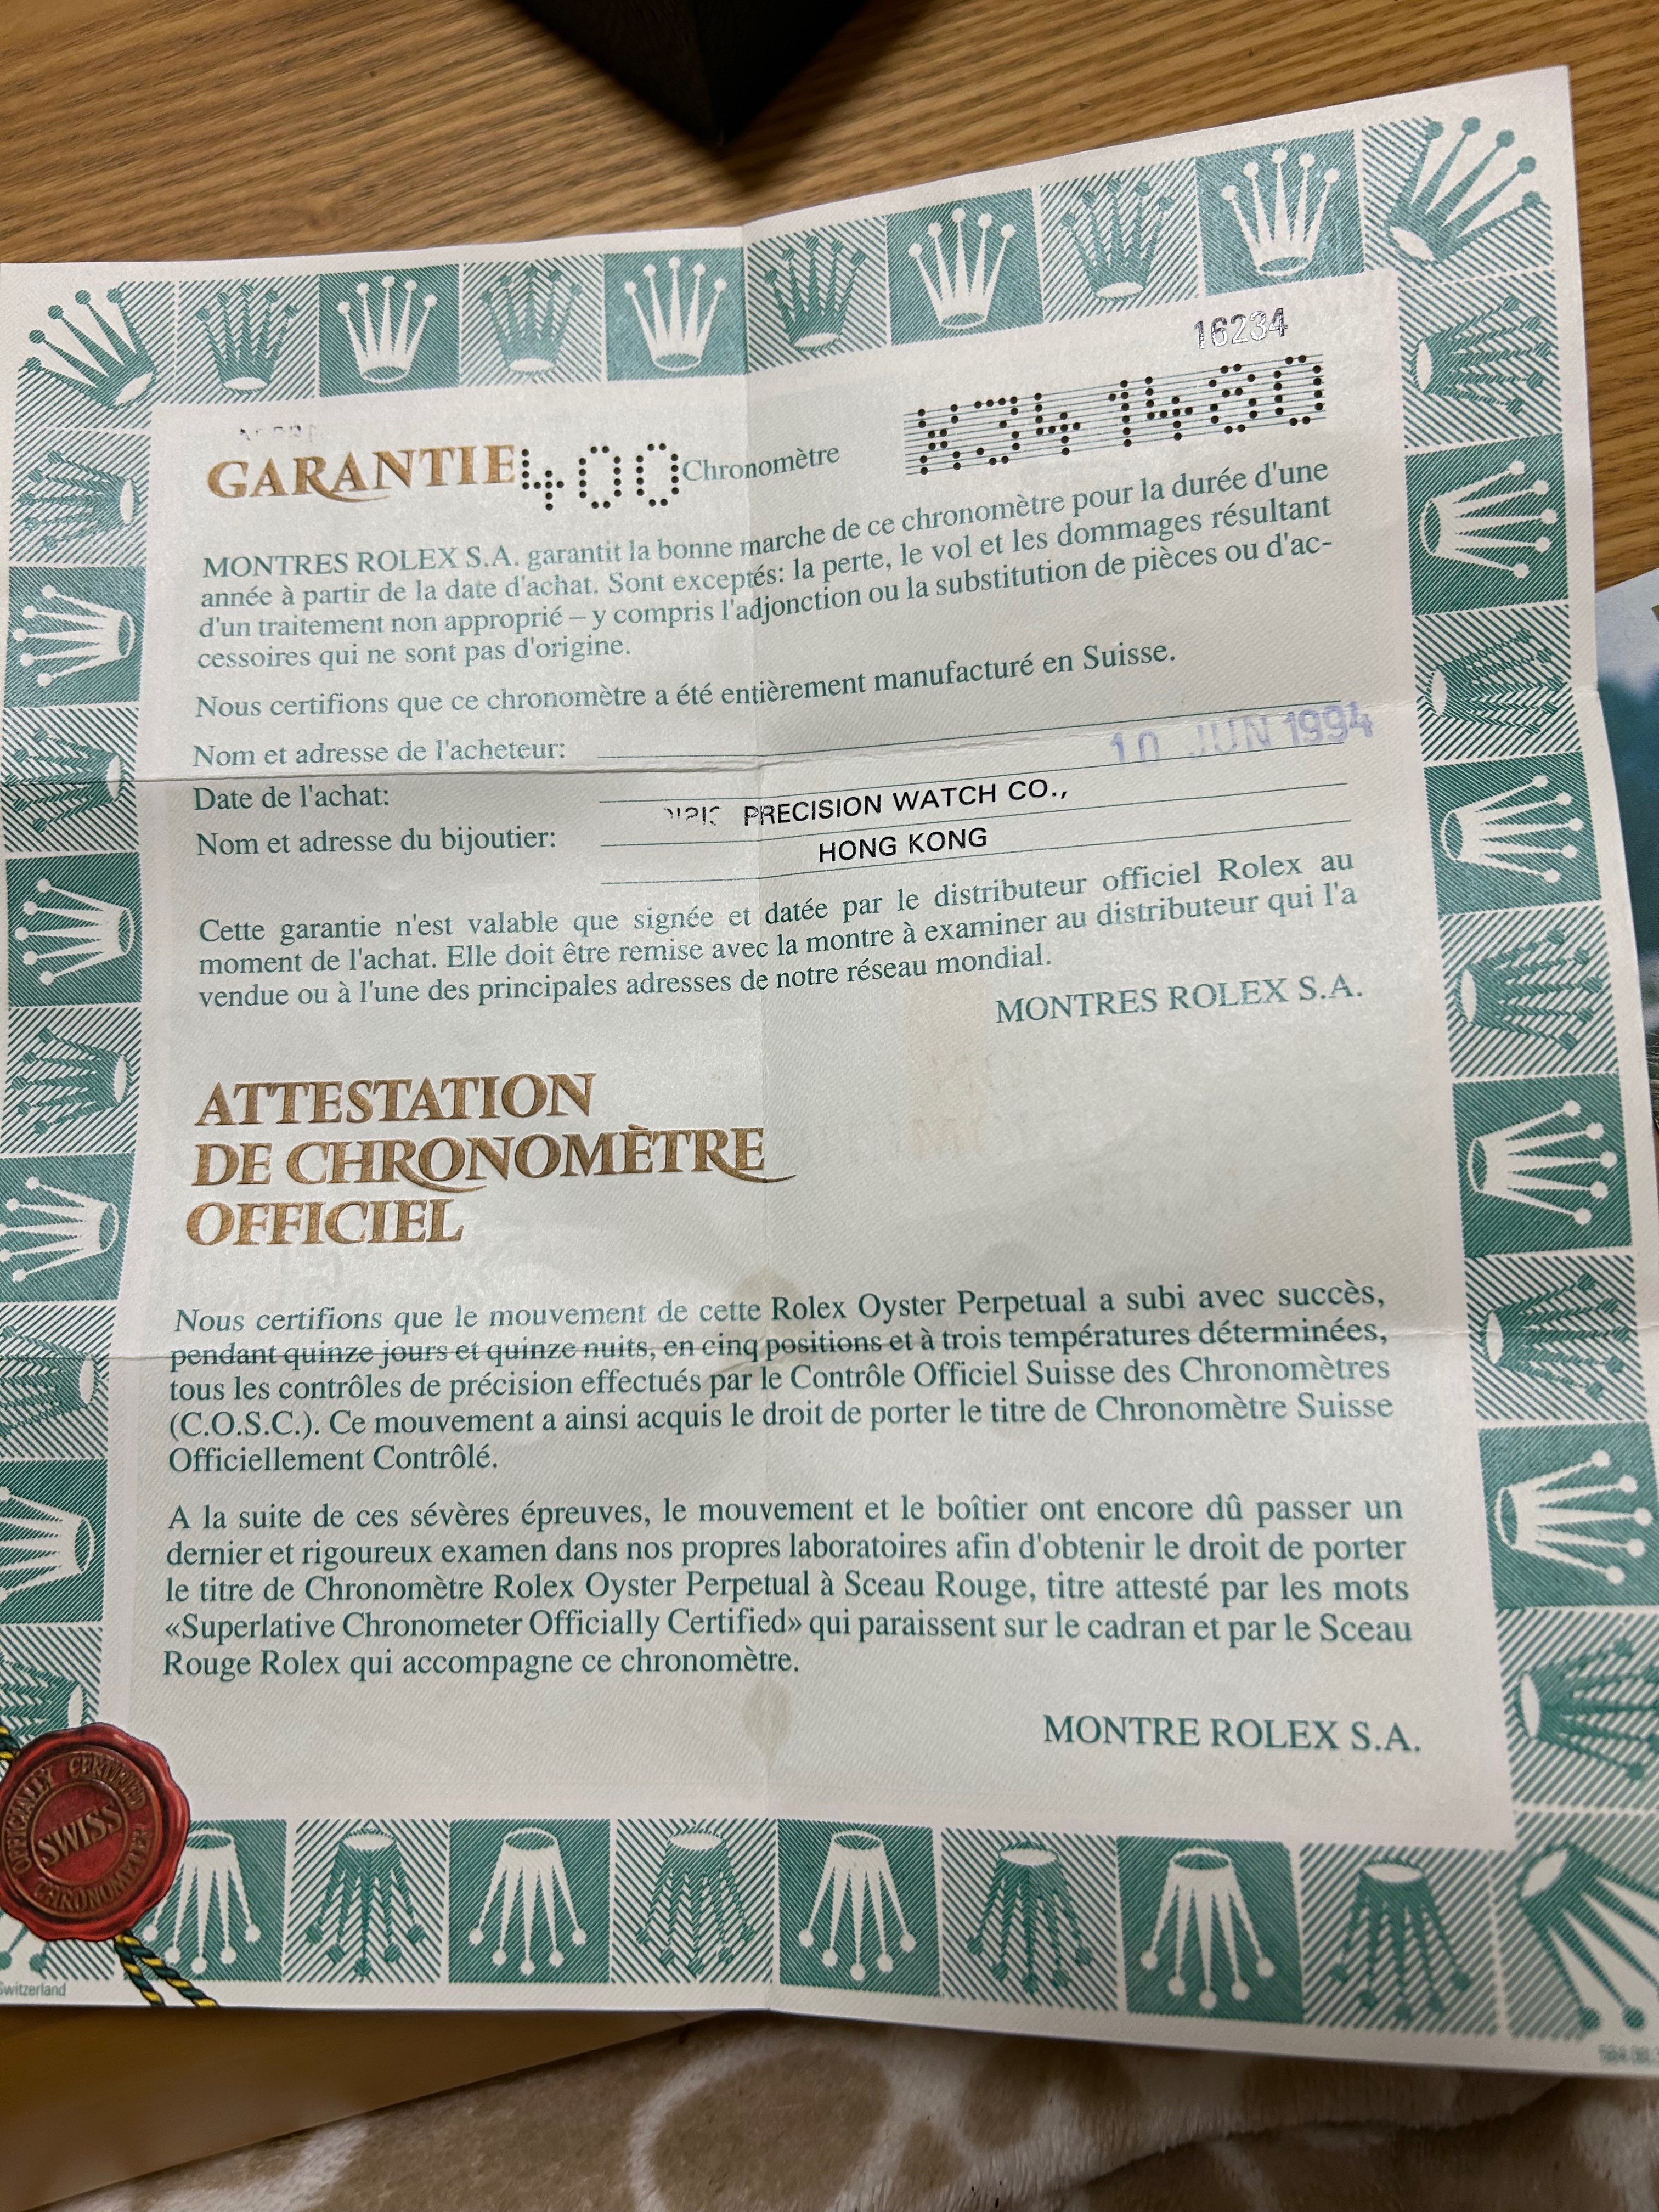 16234
GARANTIE 400 Chronomètre
MONTRES ROLEX S.A. garantit la bonne marche de ce chronomètre pour la durée d'une
année à partir de la date d'achat. Sont exceptés: la perte, le vol et les dommages résultant
d'un traitement non approprié – y compris l'adjonction ou la substitution de pièces ou d'ac-
cessoires qui ne sont pas d'origine.
Nous certifions que ce chronomètre a été entièrement manufacturé en Suisse.
Nom et adresse de l'acheteur:
10 JUN 1994
Date de l'achat:
PRECISION WATCH CO.,
Nom et adresse du bijoutier:
HONG KONG
Cette garantie n'est valable que signée et datée par le distributeur officiel Rolex au
moment de l'achat. Elle doit être remise avec la montre à examiner au distributeur qui l'a
vendue ou à l'une des principales adresses de notre réseau mondial.
MONTRES ROLEX S.A.
ATTESTATION
DE CHRONOMÈTRE
OFFICIEL
Nous certifions que le mouvement de cette Rolex Oyster Perpetual a subi avec succès,
pendant quinze jours et quinze nuits, en cinq positions et à trois températures déterminées,
tous les contrôles de précision effectués par le Contrôle Officiel Suisse des Chronomètres
(C.O.S.C.). Ce mouvement a ainsi acquis le droit de porter le titre de Chronomètre Suisse
Officiellement Contrôlé.
A la suite de ces sévères épreuves, le mouvement et le boîtier ont encore dû passer un
dernier et rigoureux examen dans nos propres laboratoires afin d'obtenir le droit de porter
le titre de Chronomètre Rolex Oyster Perpetual à Sceau Rouge, titre attesté par les mots
«Superlative Chronometer Officially Certified» qui paraissent sur le cadran et par le Sceau
Rouge Rolex qui accompagne ce chronomètre.
MONTRE ROLEX S.A.
OFFICIALLY CERTIFIED
SWISS
CHRONOMETER
Switzerland